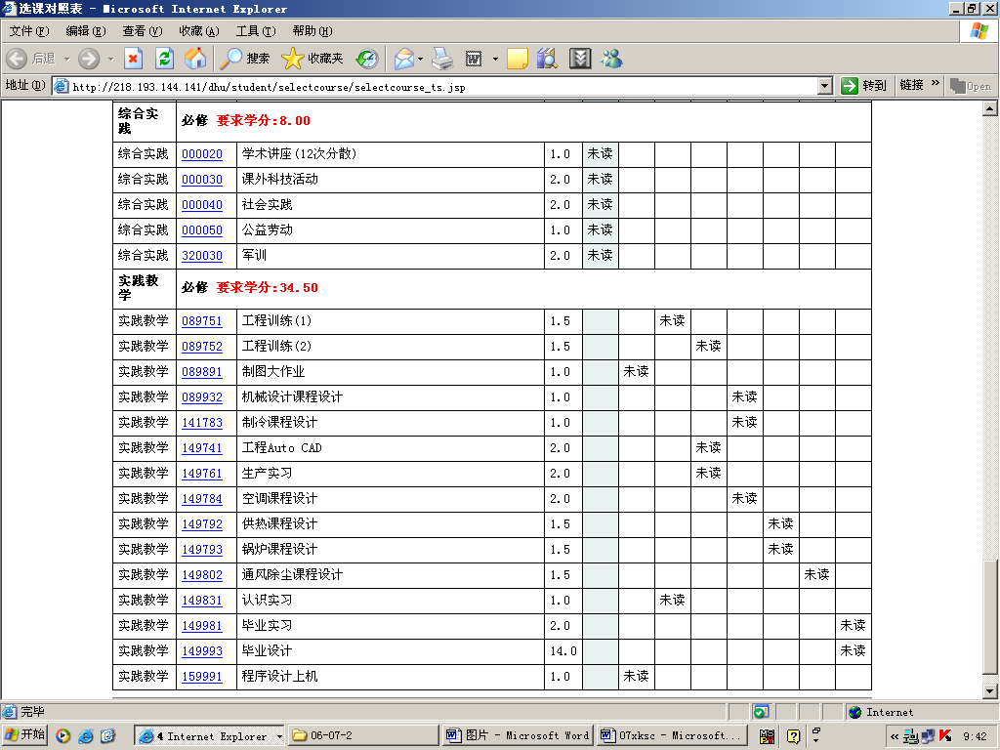 选课对照表 - Microsoft Internet Explorer
文件(F) 编辑(E) 查看(V) 收藏(A) 工具(T) 帮助(H)
后退 搜索 收藏夹
地址(D) http://218.193.144.141/dhu/student/selectcourse/selectcourse_ts.jsp 转到 链接 » Open
综合实践 必修 要求学分:8.00
综合实践 000020 学术讲座(12次分散) 1.0 未读
综合实践 000030 课外科技活动 2.0 未读
综合实践 000040 社会实践 2.0 未读
综合实践 000050 公益劳动 1.0 未读
综合实践 320030 军训 2.0 未读
实践教学 必修 要求学分:34.50
实践教学 089751 工程训练(1) 1.5 未读
实践教学 089752 工程训练(2) 1.5 未读
实践教学 089891 制图大作业 1.0 未读
实践教学 089932 机械设计课程设计 1.0 未读
实践教学 141783 制冷课程设计 1.0 未读
实践教学 149741 工程Auto CAD 2.0 未读
实践教学 149761 生产实习 2.0 未读
实践教学 149784 空调课程设计 2.0 未读
实践教学 149792 供热课程设计 1.5 未读
实践教学 149793 锅炉课程设计 1.5 未读
实践教学 149802 通风除尘课程设计 1.5 未读
实践教学 149831 认识实习 1.0 未读
实践教学 149981 毕业实习 2.0 未读
实践教学 149993 毕业设计 14.0 未读
实践教学 159991 程序设计上机 1.0 未读
完毕 Internet
开始 4 Internet Explorer 06-07-2 图片 - Microsoft Word 07xksc - Microsoft... « 9:42